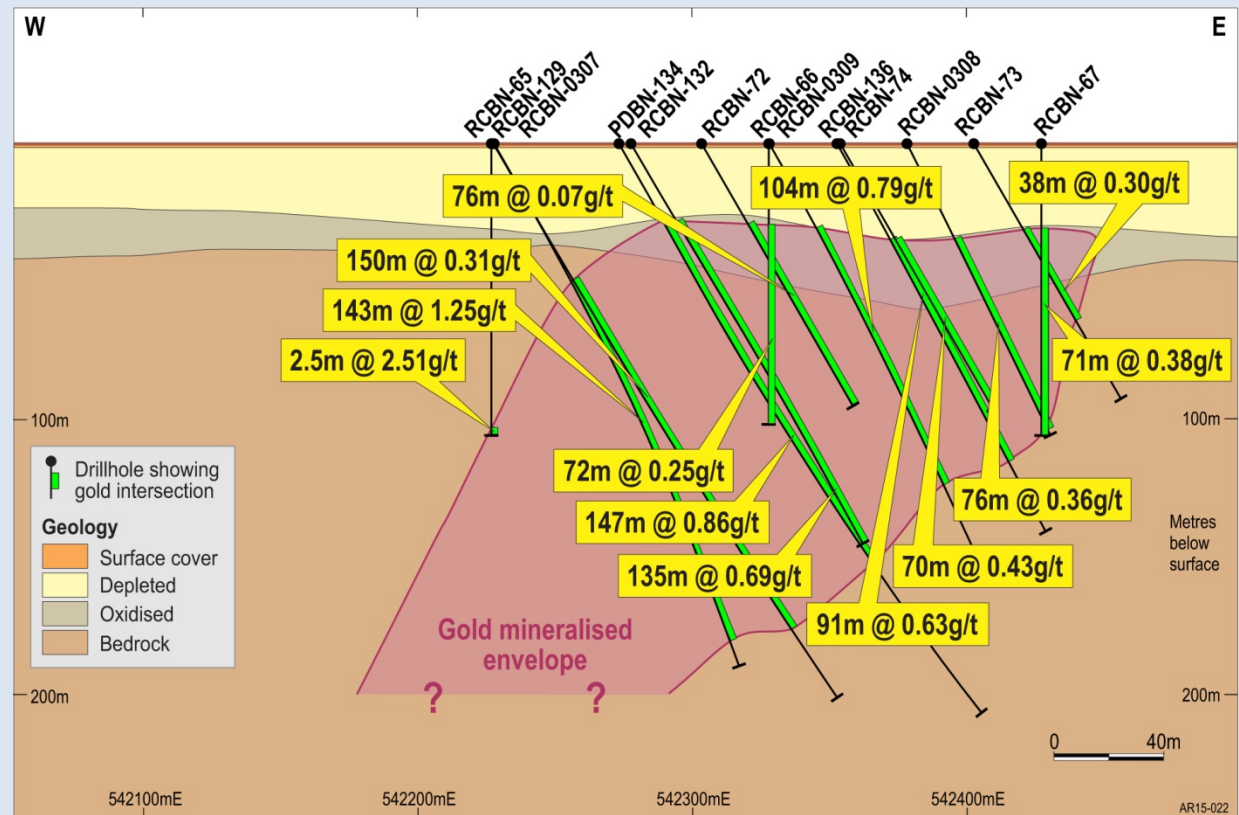 W
E
RCBN-65
RCBN-129
RCBN-0307
PDBN-134
RCBN-132
RCBN-72
RCBN-66
RCBN-0309
RCBN-136
RCBN-74
RCBN-0308
RCBN-73
RCBN-67
76m @ 0.07g/t
104m @ 0.79g/t
38m @ 0.30g/t
150m @ 0.31g/t
143m @ 1.25g/t
2.5m @ 2.51g/t
71m @ 0.38g/t
100m
100m
72m @ 0.25g/t
147m @ 0.86g/t
135m @ 0.69g/t
76m @ 0.36g/t
70m @ 0.43g/t
91m @ 0.63g/t
Drillhole showing
gold intersection
Geology
Surface cover
Depleted
Oxidised
Bedrock
Metres
below
surface
Gold mineralised
envelope
? ?
200m
200m
0 40m
542100mE
542200mE
542300mE
542400mE
AR15-022